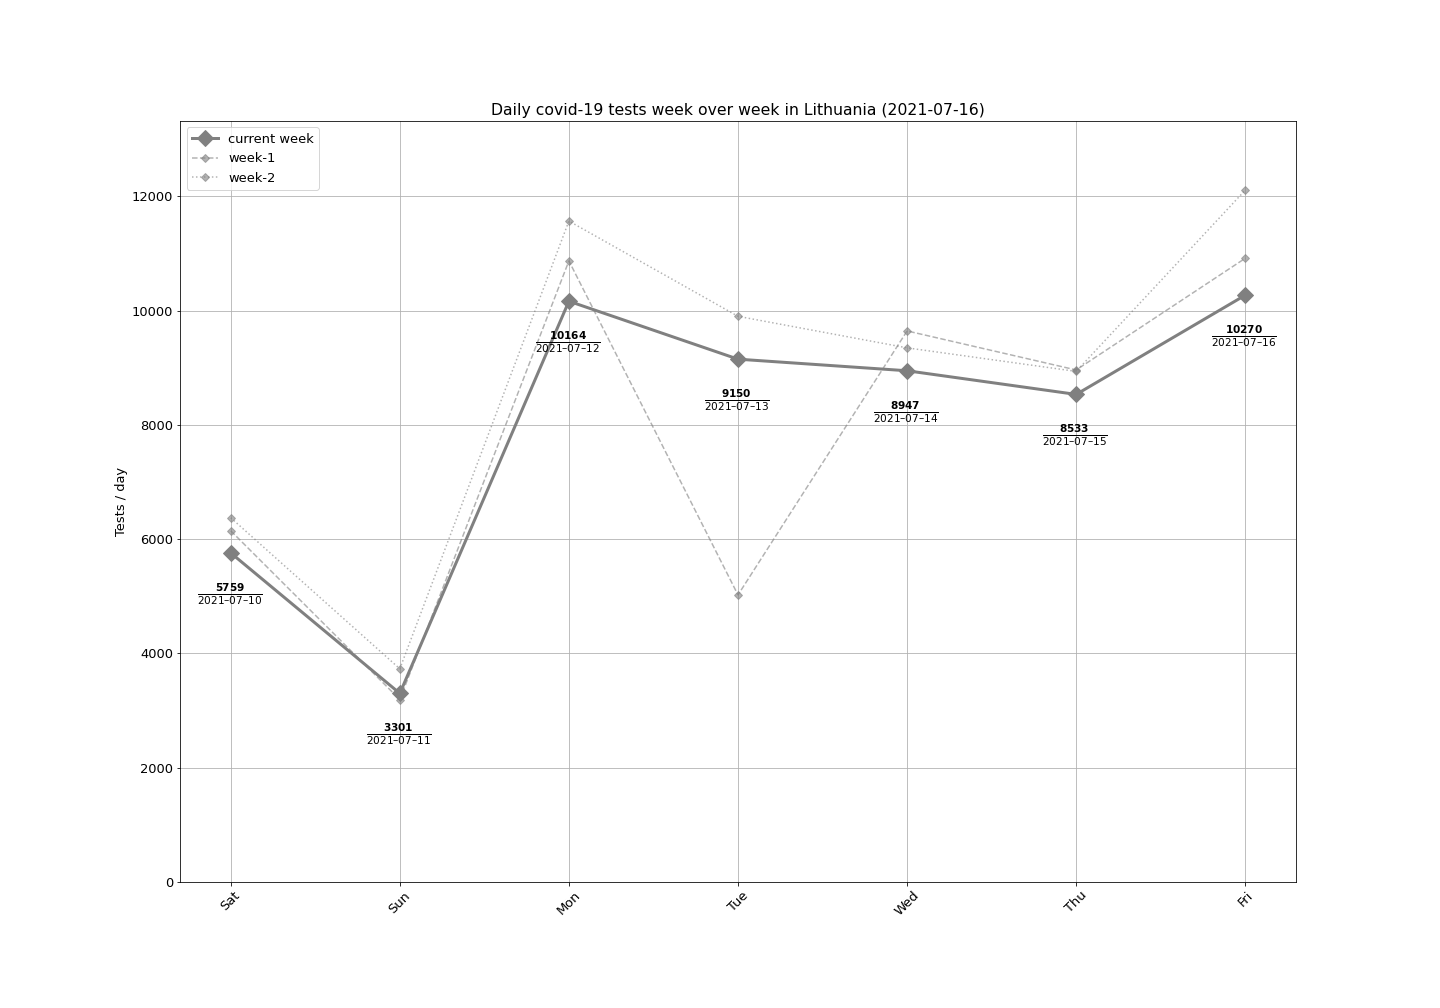 Daily covid-19 tests week over week in Lithuania (2021-07-16)
current week
week-1
week-2
12000
10000
8000
6000
4000
2000
0
Tests / day
5759
2021–07–10
3301
2021–07–11
10164
2021–07–12
9150
2021–07–13
8947
2021–07–14
8533
2021–07–15
10270
2021–07–16
Sat
Sun
Mon
Tue
Wed
Thu
Fri